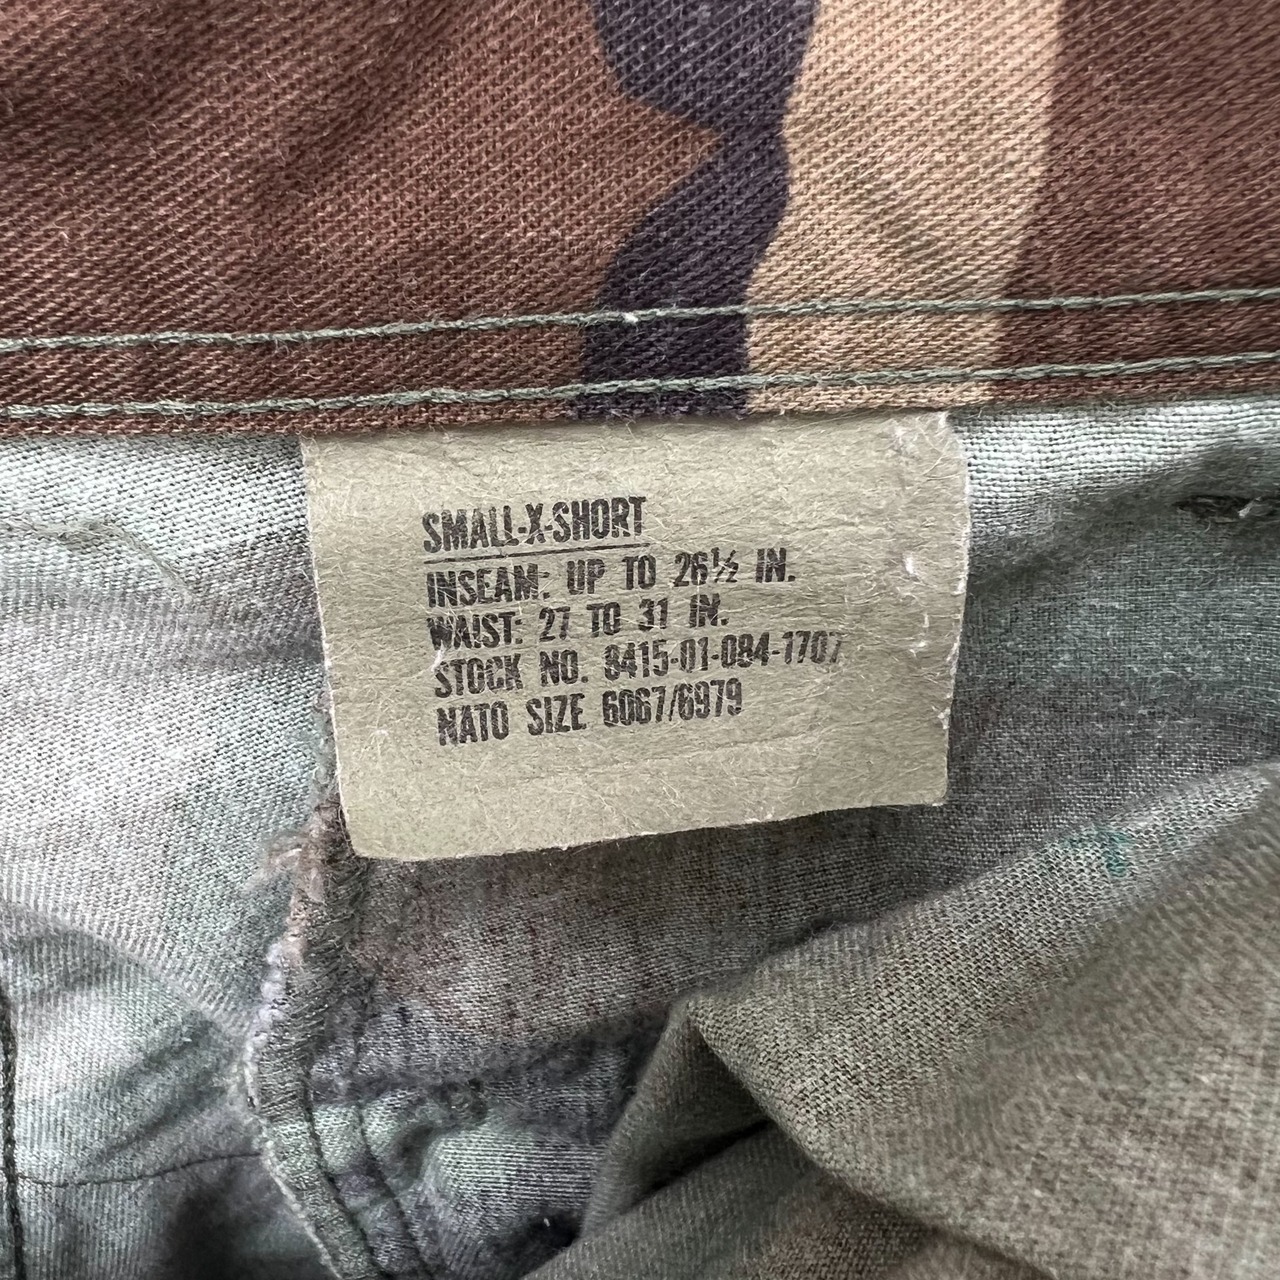 SMALL-X-SHORT
INSEAM: UP TO 26½ IN.
WAIST: 27 TO 31 IN.
STOCK NO. 8415-01-084-1707
NATO SIZE 6067/6979